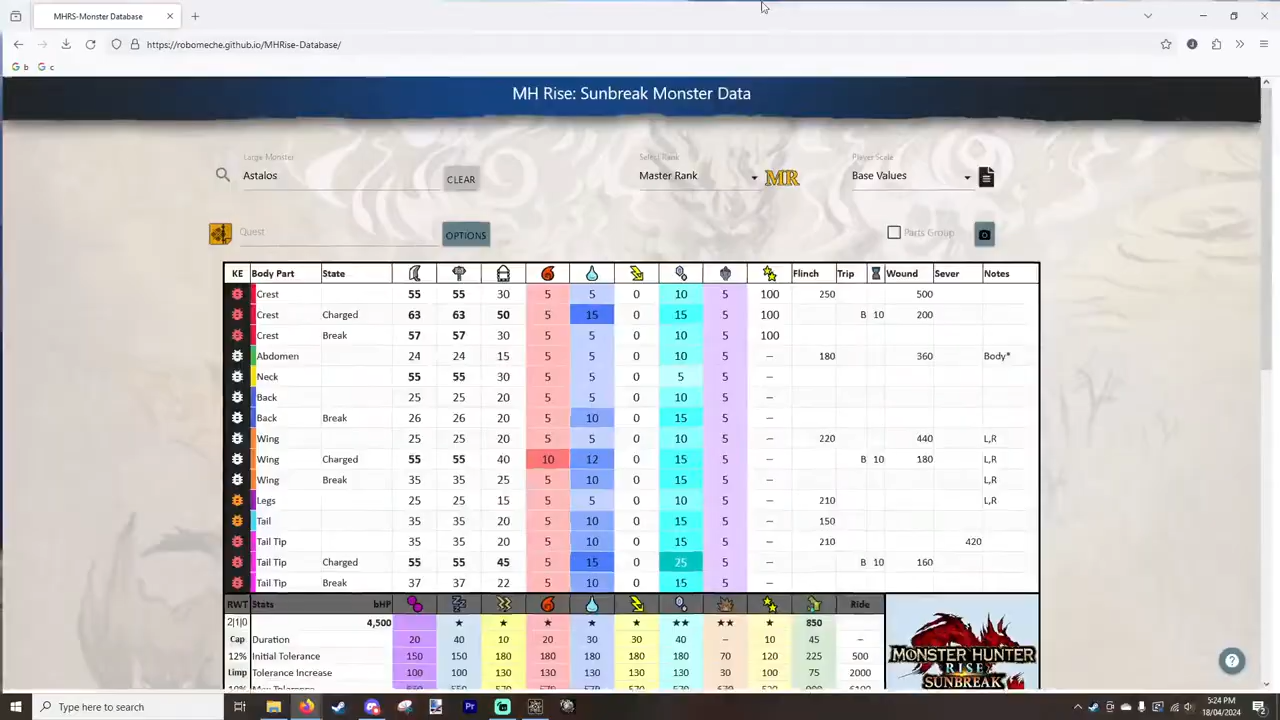 MHRS-Monster Database
https://robomeche.github.io/MHRise-Database/
b c
MH Rise: Sunbreak Monster Data
Large Monster Select Rank Player Scale
Astalos CLEAR Master Rank MR Base Values
Quest OPTIONS Parts Group
KE Body Part State Flinch Trip Wound Sever Notes
Crest 55 55 30 5 5 0 10 5 100 250 500
Crest Charged 63 63 50 5 15 0 15 5 100 B 10 200
Crest Break 57 57 30 5 5 0 10 5 100
Abdomen 24 24 15 5 5 0 10 5 – 180 360 Body*
Neck 55 55 30 5 5 0 5 5 –
Back 25 25 20 5 5 0 10 5 –
Back Break 26 26 20 5 10 0 15 5 –
Wing 25 25 20 5 5 0 10 5 – 220 440 L,R
Wing Charged 55 55 40 10 12 0 15 5 – B 10 180 L,R
Wing Break 35 35 25 5 10 0 15 5 – L,R
Legs 25 25 15 5 5 0 10 5 – 210 L,R
Tail 35 35 20 5 10 0 15 5 – 150
Tail Tip 35 35 20 5 10 0 15 5 – 210 420
Tail Tip Charged 55 55 45 5 15 0 25 5 – B 10 160
Tail Tip Break 37 37 22 5 10 0 15 5 –
RWT Stats bHP Ride
2|1|0 4,500 ★ ★ ★ ★ ★ ★★ ★★ ★ 850
Cap Duration 20 40 10 20 30 30 40 – 10 45 –
12% Initial Tolerance 150 150 180 180 180 180 180 70 120 225 500
Limp Tolerance Increase 100 100 130 130 130 130 130 30 100 75 2000
MONSTER HUNTER
RISE
SUNBREAK
Type here to search
5:24 PM
18/04/2024